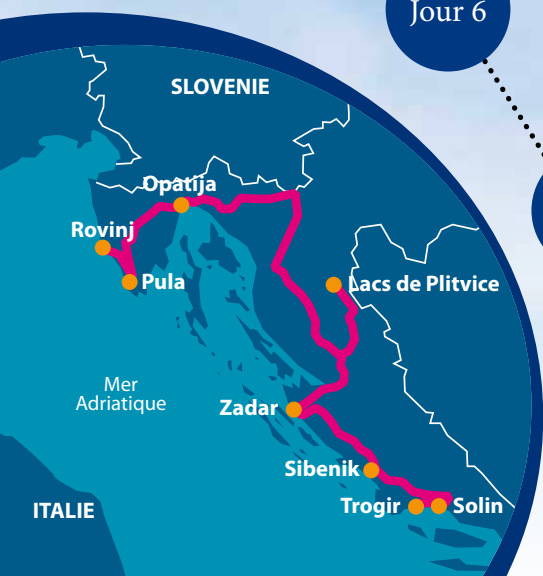 Jour 6
SLOVENIE
Opatija
Rovinj
Pula
Lacs de Plitvice
Mer
Adriatique
Zadar
Sibenik
Trogir
Solin
ITALIE